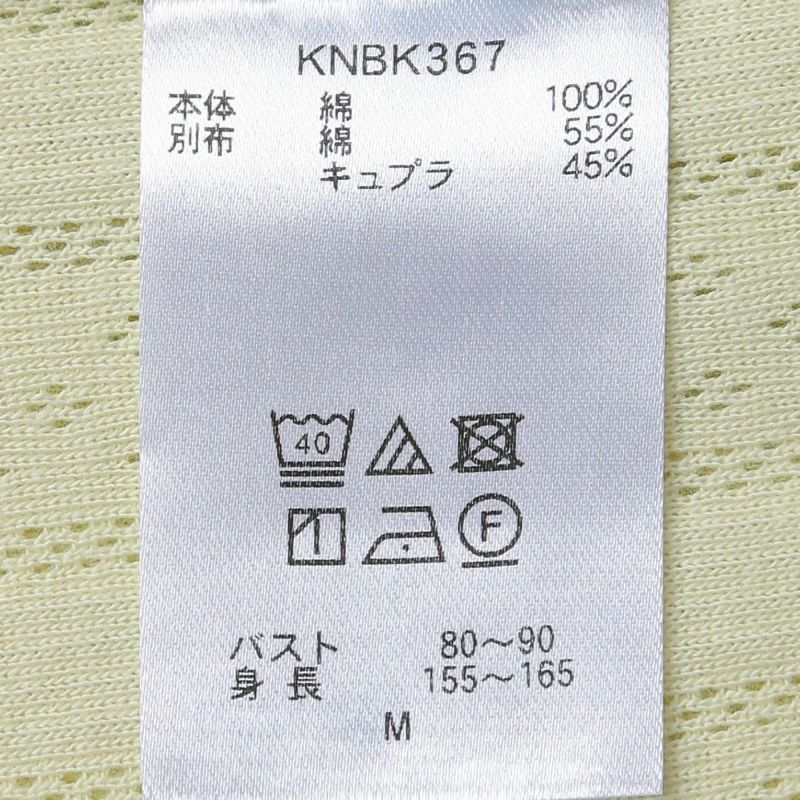 KNBK367
本体 綿 100%
別布 綿 55%
キュプラ 45%
40
F
バスト 80～90
身長 155～165
M